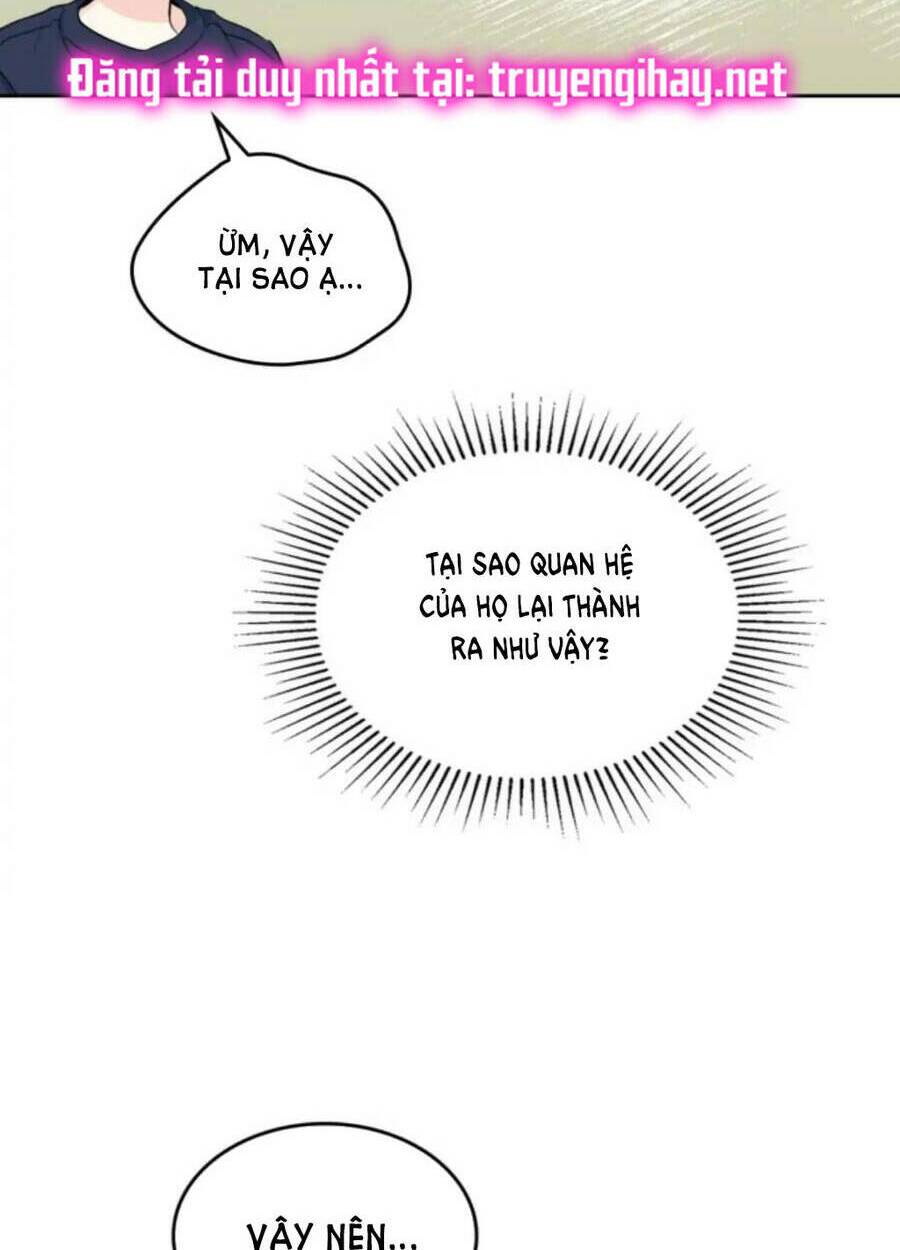 Đăng tải duy nhất tại: truyengihay.net
ỪM, VẬY
TẠI SAO Ạ...
TẠI SAO QUAN HỆ
CỦA HỌ LẠI THÀNH
RA NHƯ VẬY?
VẬY NÊN...